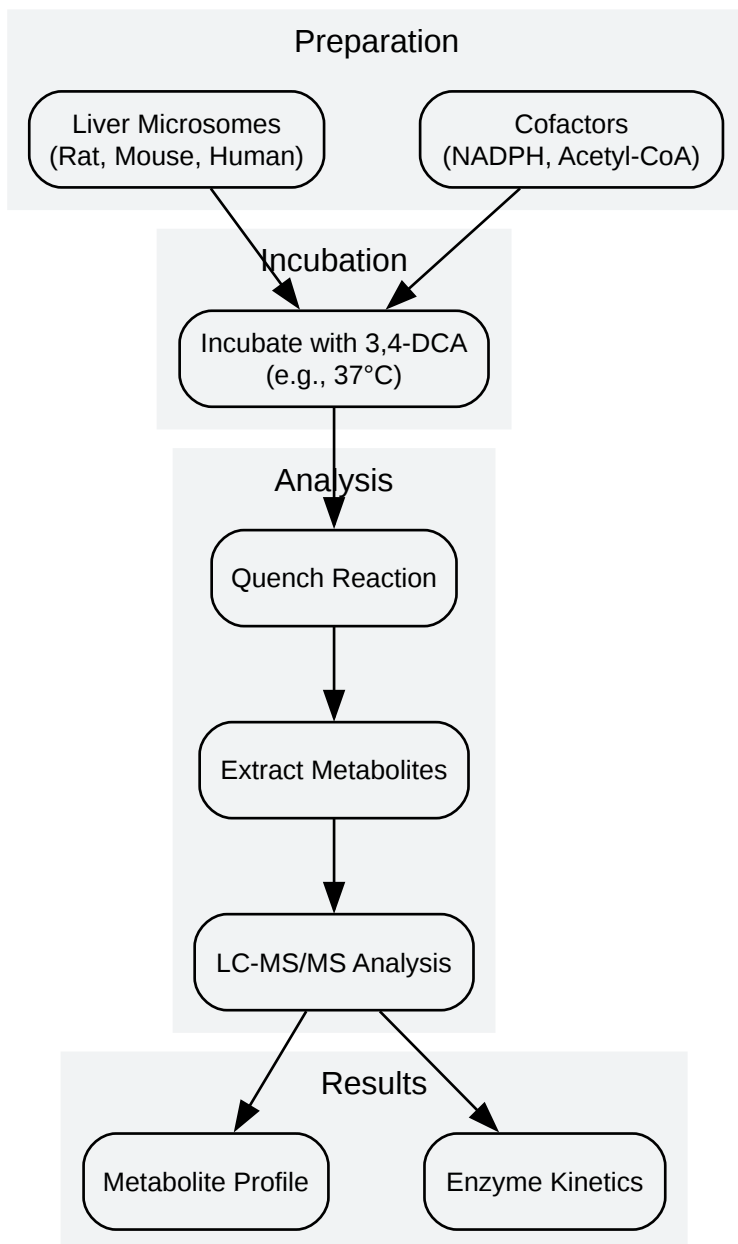 Preparation
Liver Microsomes
(Rat, Mouse, Human)
Cofactors
(NADPH, Acetyl-CoA)
Incubation
Incubate with 3,4-DCA
(e.g., 37°C)
Analysis
Quench Reaction
Extract Metabolites
LC-MS/MS Analysis
Results
Metabolite Profile
Enzyme Kinetics